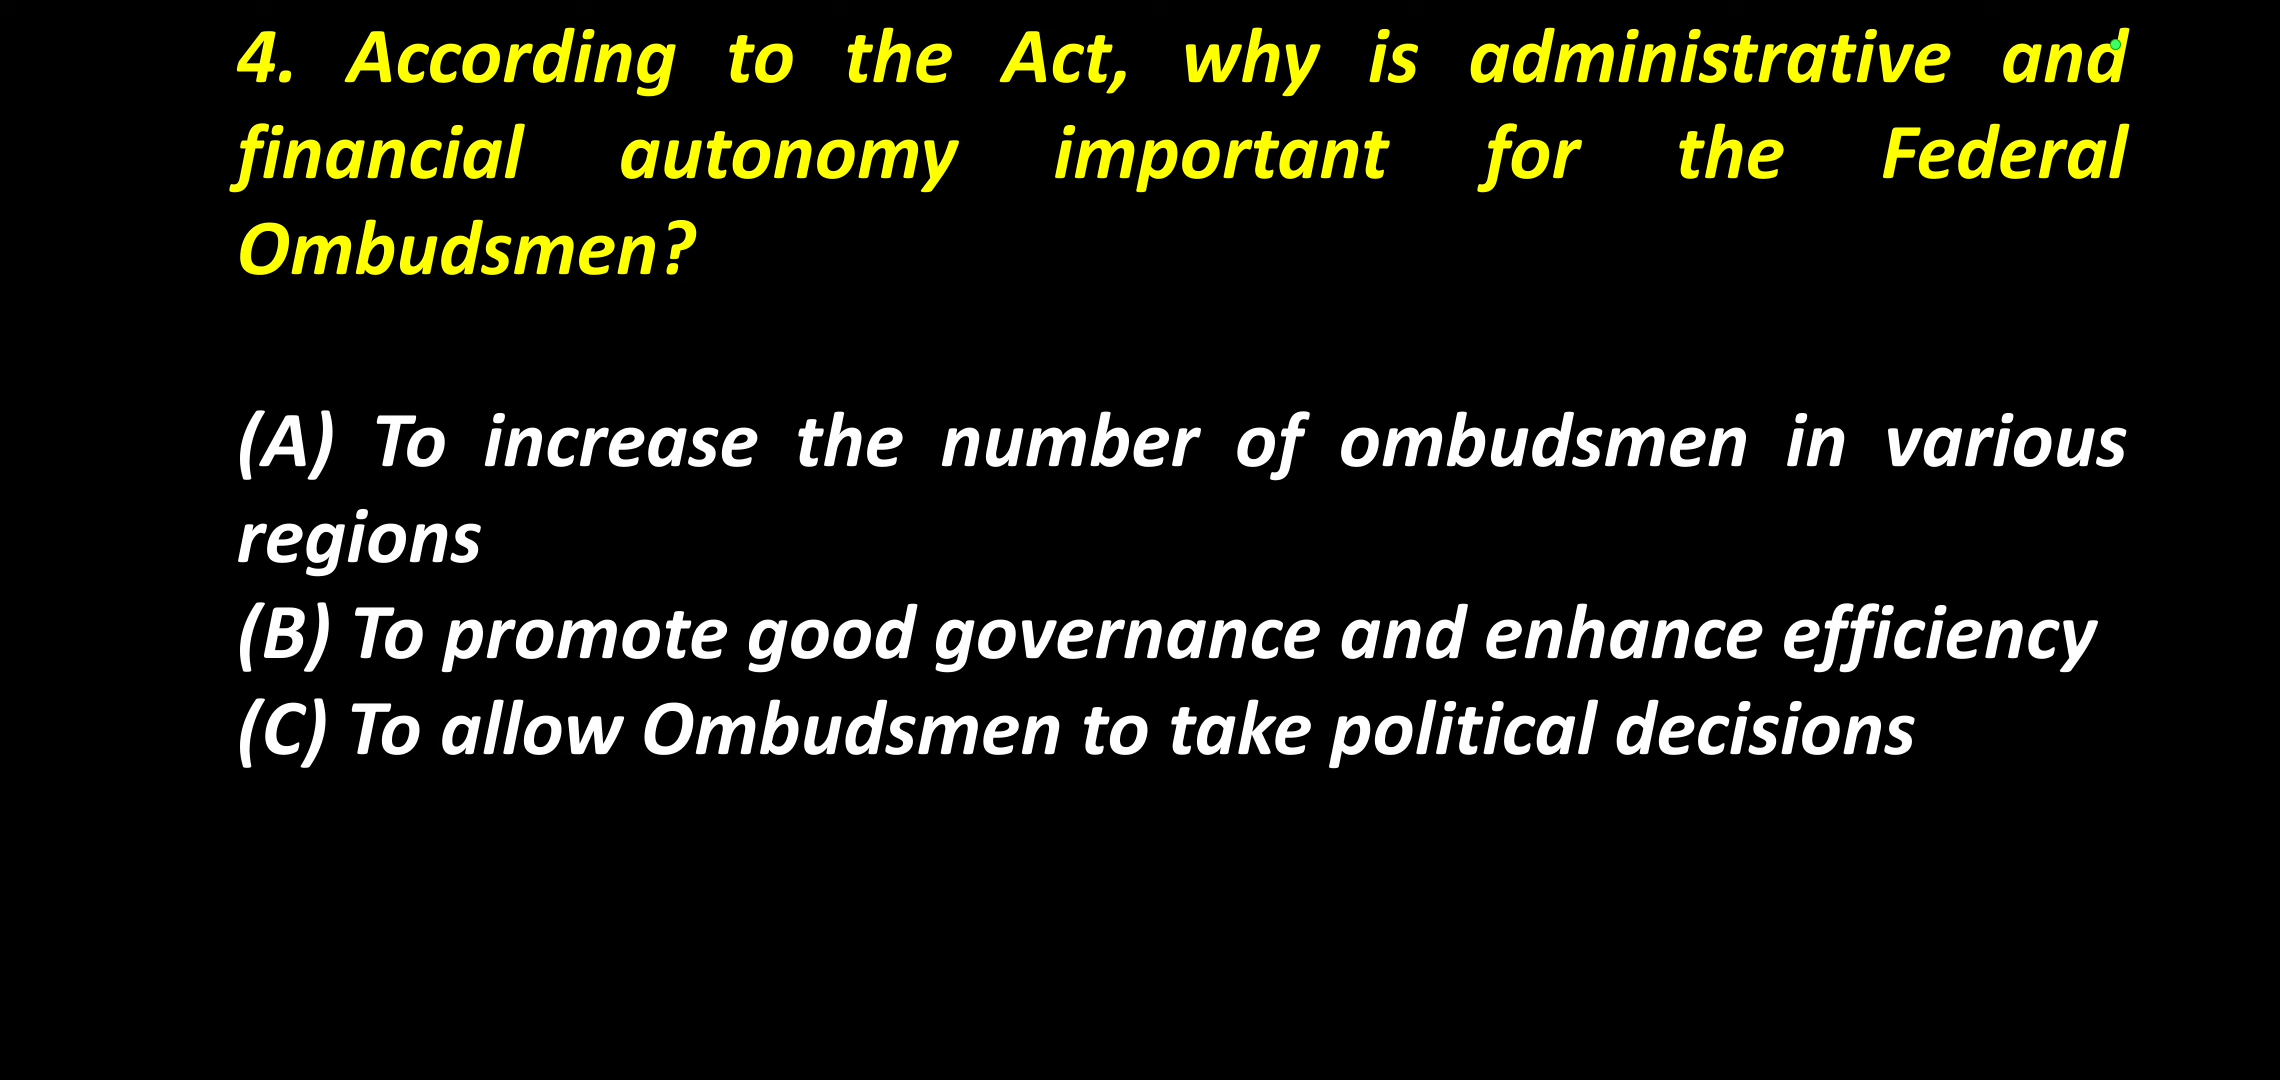 4. According to the Act, why is administrative and
financial autonomy important for the Federal
Ombudsmen?
(A) To increase the number of ombudsmen in various
regions
(B) To promote good governance and enhance efficiency
(C) To allow Ombudsmen to take political decisions